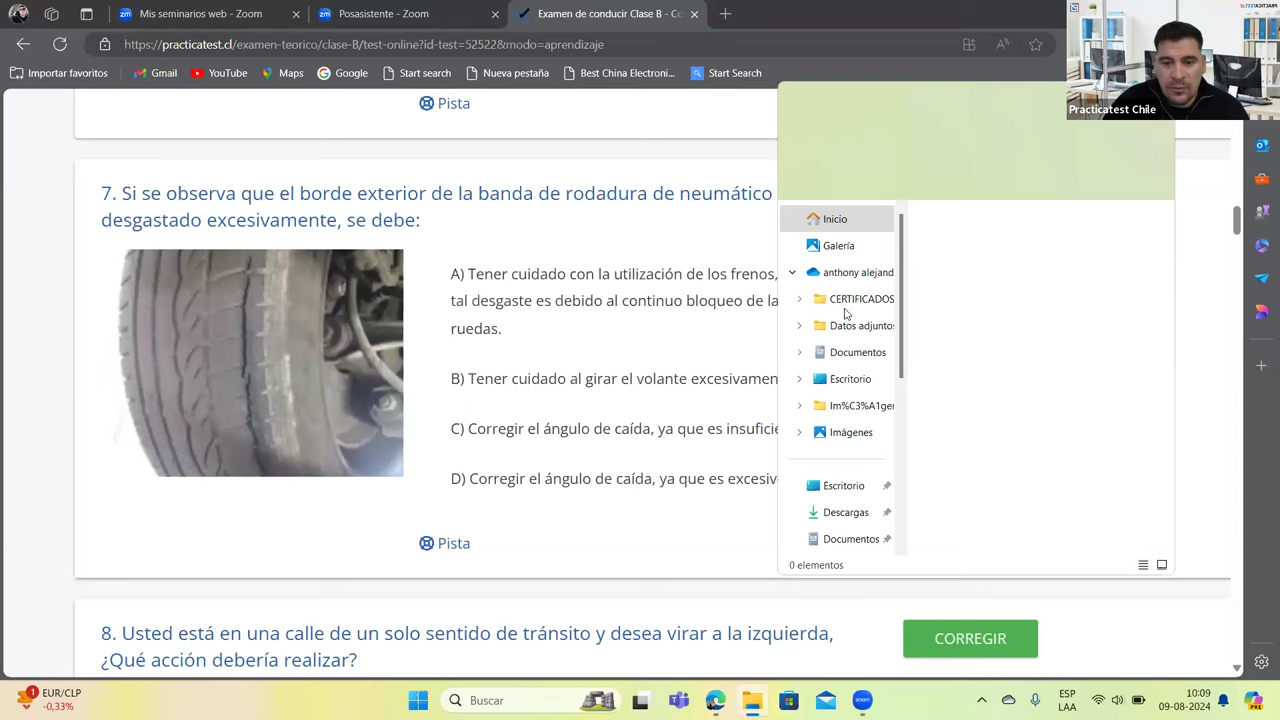 Mis seminarios web - Zoom
Posasistente - Zoom
Examen de conducir Clase B - Co
https://practicatest.cl/examen-teorico/clase-B/test-online?id-test=52522&modo=aprendizaje
Importar favoritos
Gmail
YouTube
Maps
Google
Start search
Nueva pestaña
Best China Electroni...
Start Search
Practicatest Chile
Pista
7. Si se observa que el borde exterior de la banda de rodadura de neumático
desgastado excesivamente, se debe:
A) Tener cuidado con la utilización de los frenos,
tal desgaste es debido al continuo bloqueo de la
ruedas.
B) Tener cuidado al girar el volante excesivamen
C) Corregir el ángulo de caída, ya que es insuficie
D) Corregir el ángulo de caída, ya que es excesiv
Pista
Inicio
Galería
anthony alejand
CERTIFICADOS
Datos adjuntos
Documentos
Escritorio
Im%C3%A1gen
Imágenes
Escritorio
Descargas
Documentos
0 elementos
8. Usted está en una calle de un solo sentido de tránsito y desea virar a la izquierda,
¿Qué acción debería realizar?
CORREGIR
1
EUR/CLP
-0,33%
Buscar
ESP
LAA
10:09
09-08-2024
PRE